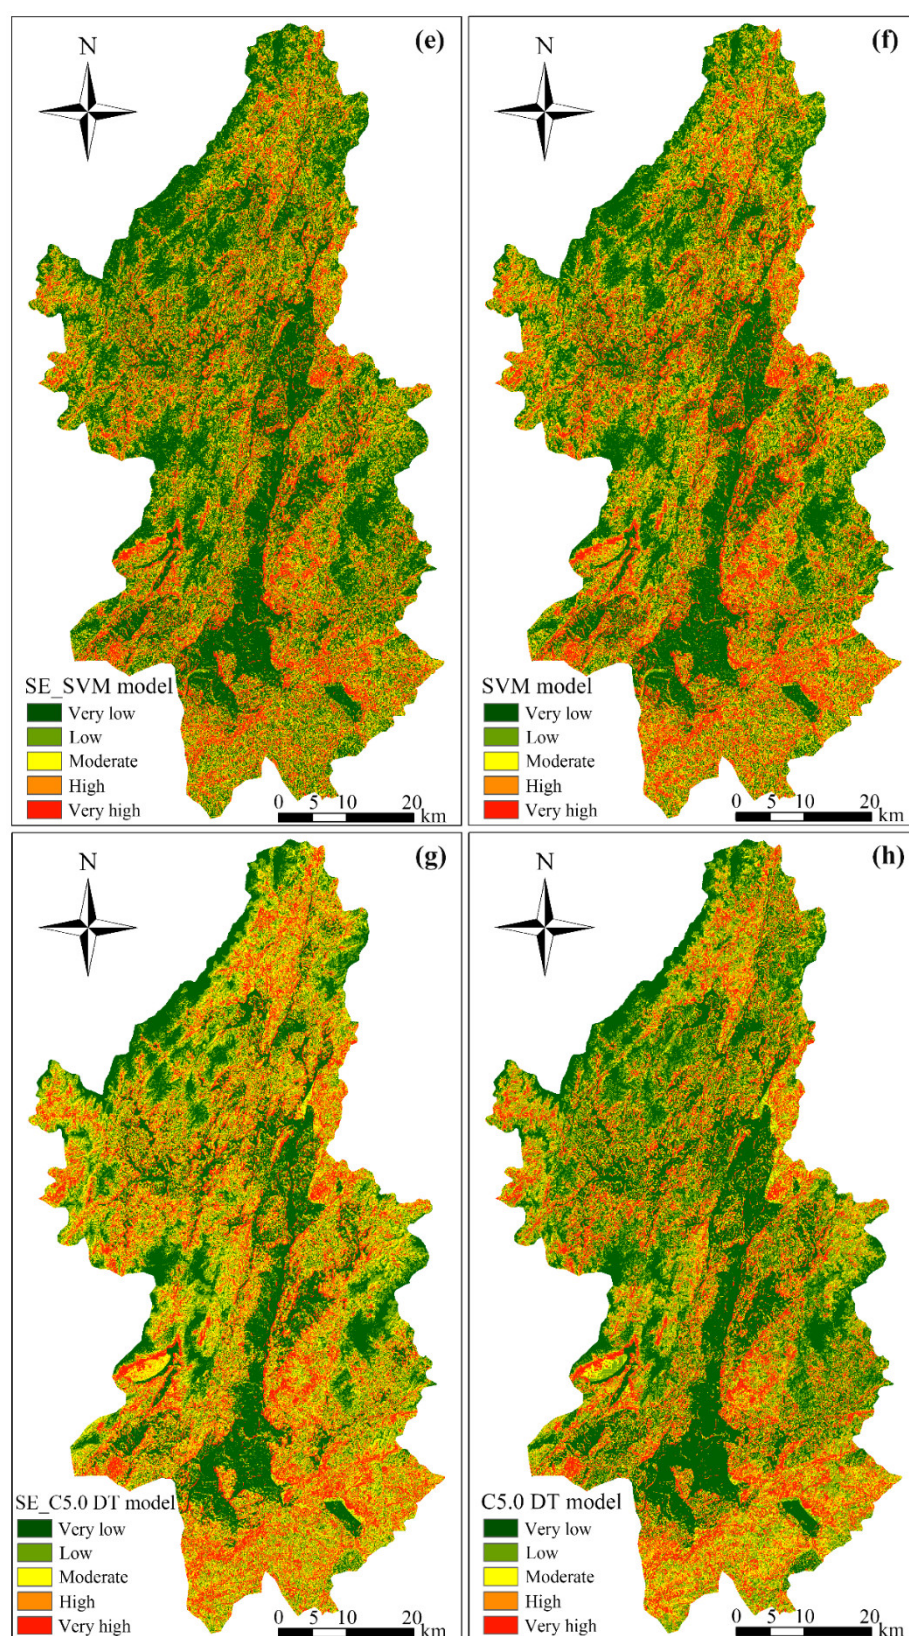 (e)
N
SE_SVM model
Very low
Low
Moderate
High
Very high
0 5 10 20
km
(f)
N
SVM model
Very low
Low
Moderate
High
Very high
0 5 10 20
km
(g)
N
SE_C5.0 DT model
Very low
Low
Moderate
High
Very high
0 5 10 20
km
(h)
N
C5.0 DT model
Very low
Low
Moderate
High
Very high
0 5 10 20
km